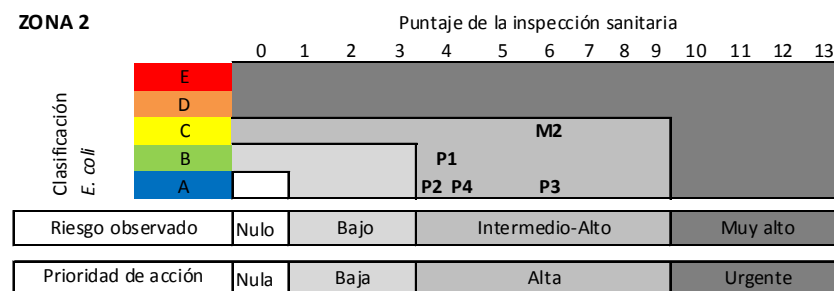 ZONA 2
Puntaje de la inspección sanitaria
0 1 2 3 4 5 6 7 8 9 10 11 12 13
Clasificación
E. coli
E
D
C M2
B P1
A P2 P4 P3
Riesgo observado Nulo Bajo Intermedio-Alto Muy alto
Prioridad de acción Nula Baja Alta Urgente